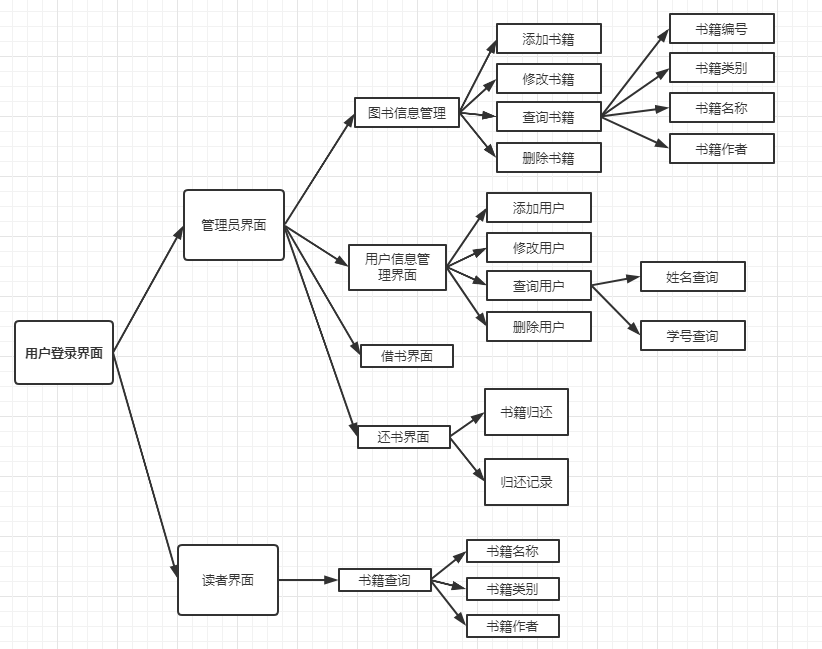 用户登录界面
管理员界面
图书信息管理
添加书籍
修改书籍
查询书籍
书籍编号
书籍类别
书籍名称
书籍作者
删除书籍
用户信息管
理界面
添加用户
修改用户
查询用户
姓名查询
学号查询
删除用户
借书界面
还书界面
书籍归还
归还记录
读者界面
书籍查询
书籍名称
书籍类别
书籍作者